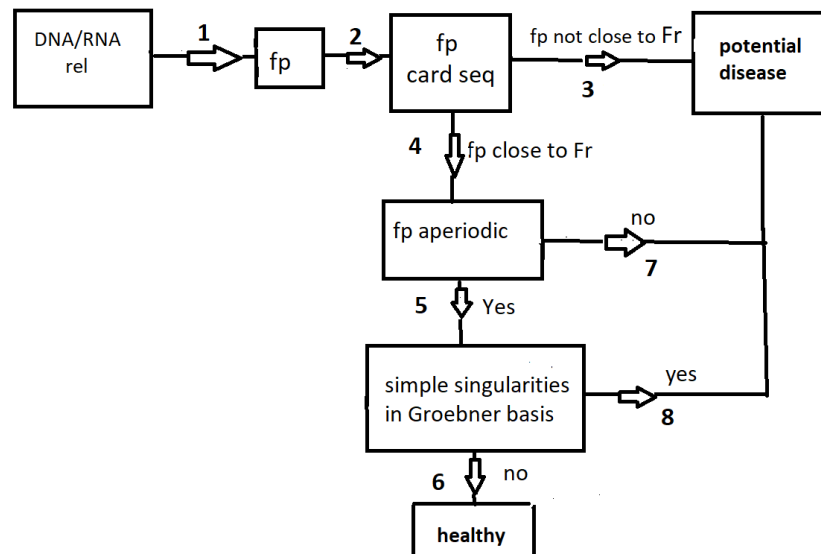 DNA/RNA
rel
1
fp
2
fp
card seq
fp not close to Fr
3
potential
disease
4
fp close to Fr
fp aperiodic
no
7
5
Yes
simple singularities
in Groebner basis
yes
8
6
no
healthy